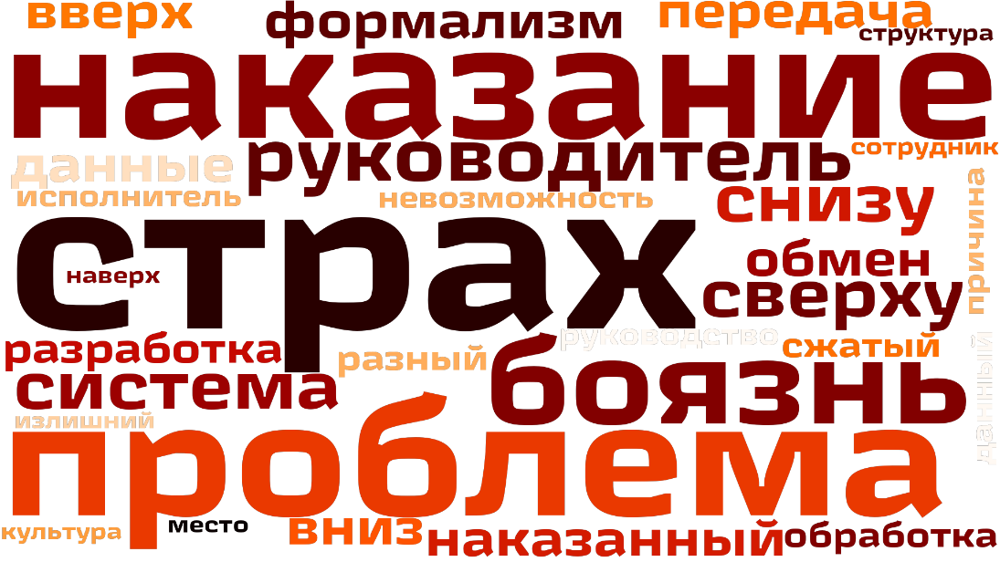 вверх
формализм
передача
структура
наказание
руководитель
сотрудник
данные
исполнитель
невозможность
снизу
причина
страх
наверх
обмен
сверху
руководство
разработка
разный
сжатый
данный
система
боязнь
излишний
проблема
культура
место
вниз
наказанный
обработка